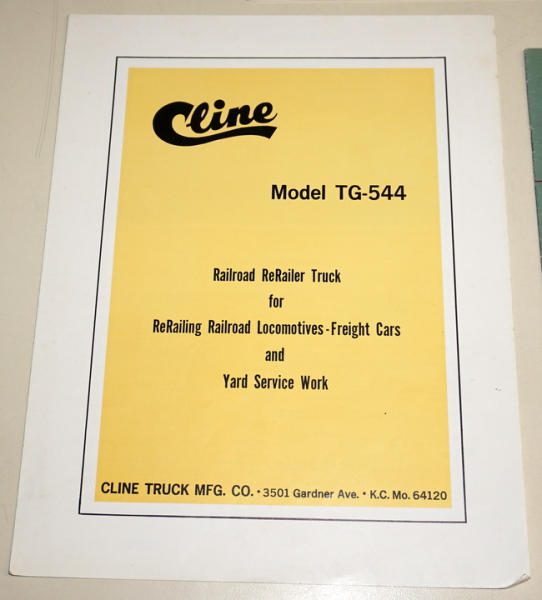 Cline
Model TG-544
Railroad ReRailer Truck
for
ReRailing Railroad Locomotives-Freight Cars
and
Yard Service Work
CLINE TRUCK MFG. CO. • 3501 Gardner Ave. • K.C. Mo. 64120